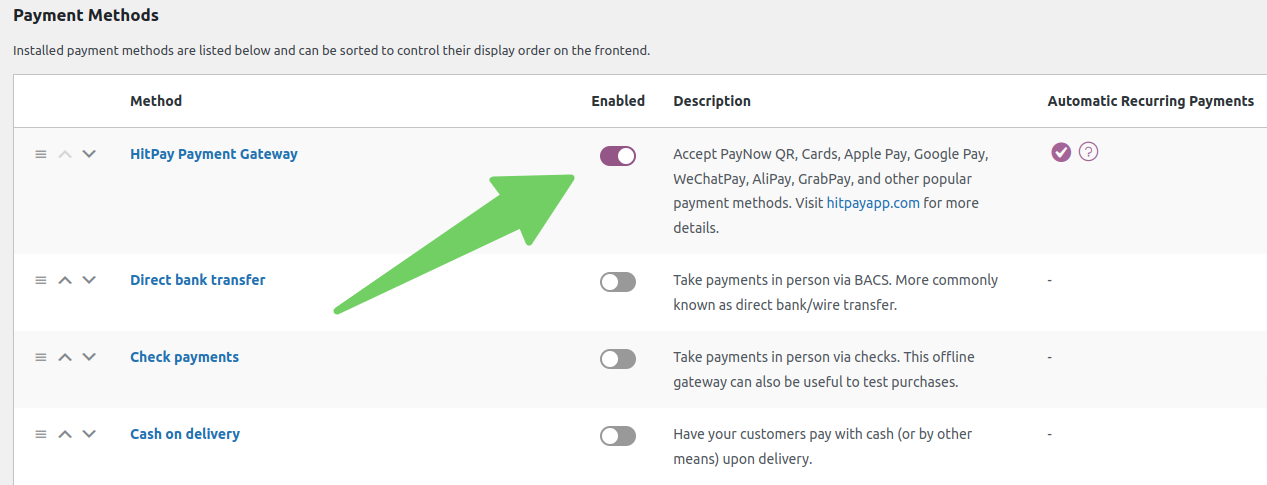 Payment Methods
Installed payment methods are listed below and can be sorted to control their display order on the frontend.
Method Enabled Description Automatic Recurring Payments
HitPay Payment Gateway
Accept PayNow QR, Cards, Apple Pay, Google Pay,
WeChatPay, AliPay, GrabPay, and other popular
payment methods. Visit hitpayapp.com for more
details.
?
Direct bank transfer
Take payments in person via BACS. More commonly
known as direct bank/wire transfer.
-
Check payments
Take payments in person via checks. This offline
gateway can also be useful to test purchases.
-
Cash on delivery
Have your customers pay with cash (or by other
means) upon delivery.
-